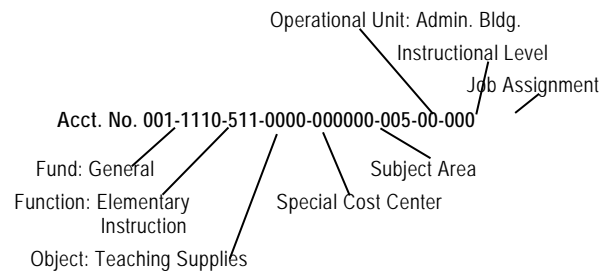 Operational Unit: Admin. Bldg.
Instructional Level
Job Assignment
Acct. No. 001-1110-511-0000-000000-005-00-000
Fund: General
Subject Area
Function: Elementary
Special Cost Center
Instruction
Object: Teaching Supplies